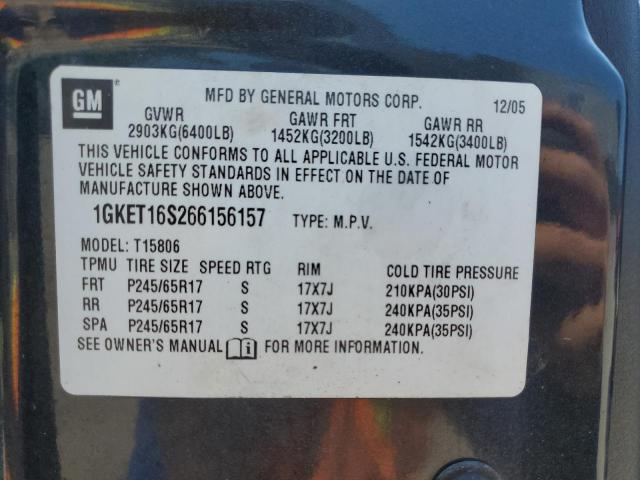 GM
MFD BY GENERAL MOTORS CORP. 12/05
GVWR GAWR FRT GAWR RR
2903KG(6400LB) 1452KG(3200LB) 1542KG(3400LB)
THIS VEHICLE CONFORMS TO ALL APPLICABLE U.S. FEDERAL MOTOR
VEHICLE SAFETY STANDARDS IN EFFECT ON THE DATE OF
MANUFACTURE SHOWN ABOVE.
1GKET16S266156157 TYPE: M.P.V.
MODEL: T15806
TPMU TIRE SIZE SPEED RTG RIM COLD TIRE PRESSURE
FRT P245/65R17 S 17X7J 210KPA(30PSI)
RR P245/65R17 S 17X7J 240KPA(35PSI)
SPA P245/65R17 S 17X7J 240KPA(35PSI)
SEE OWNER'S MANUAL i FOR MORE INFORMATION.